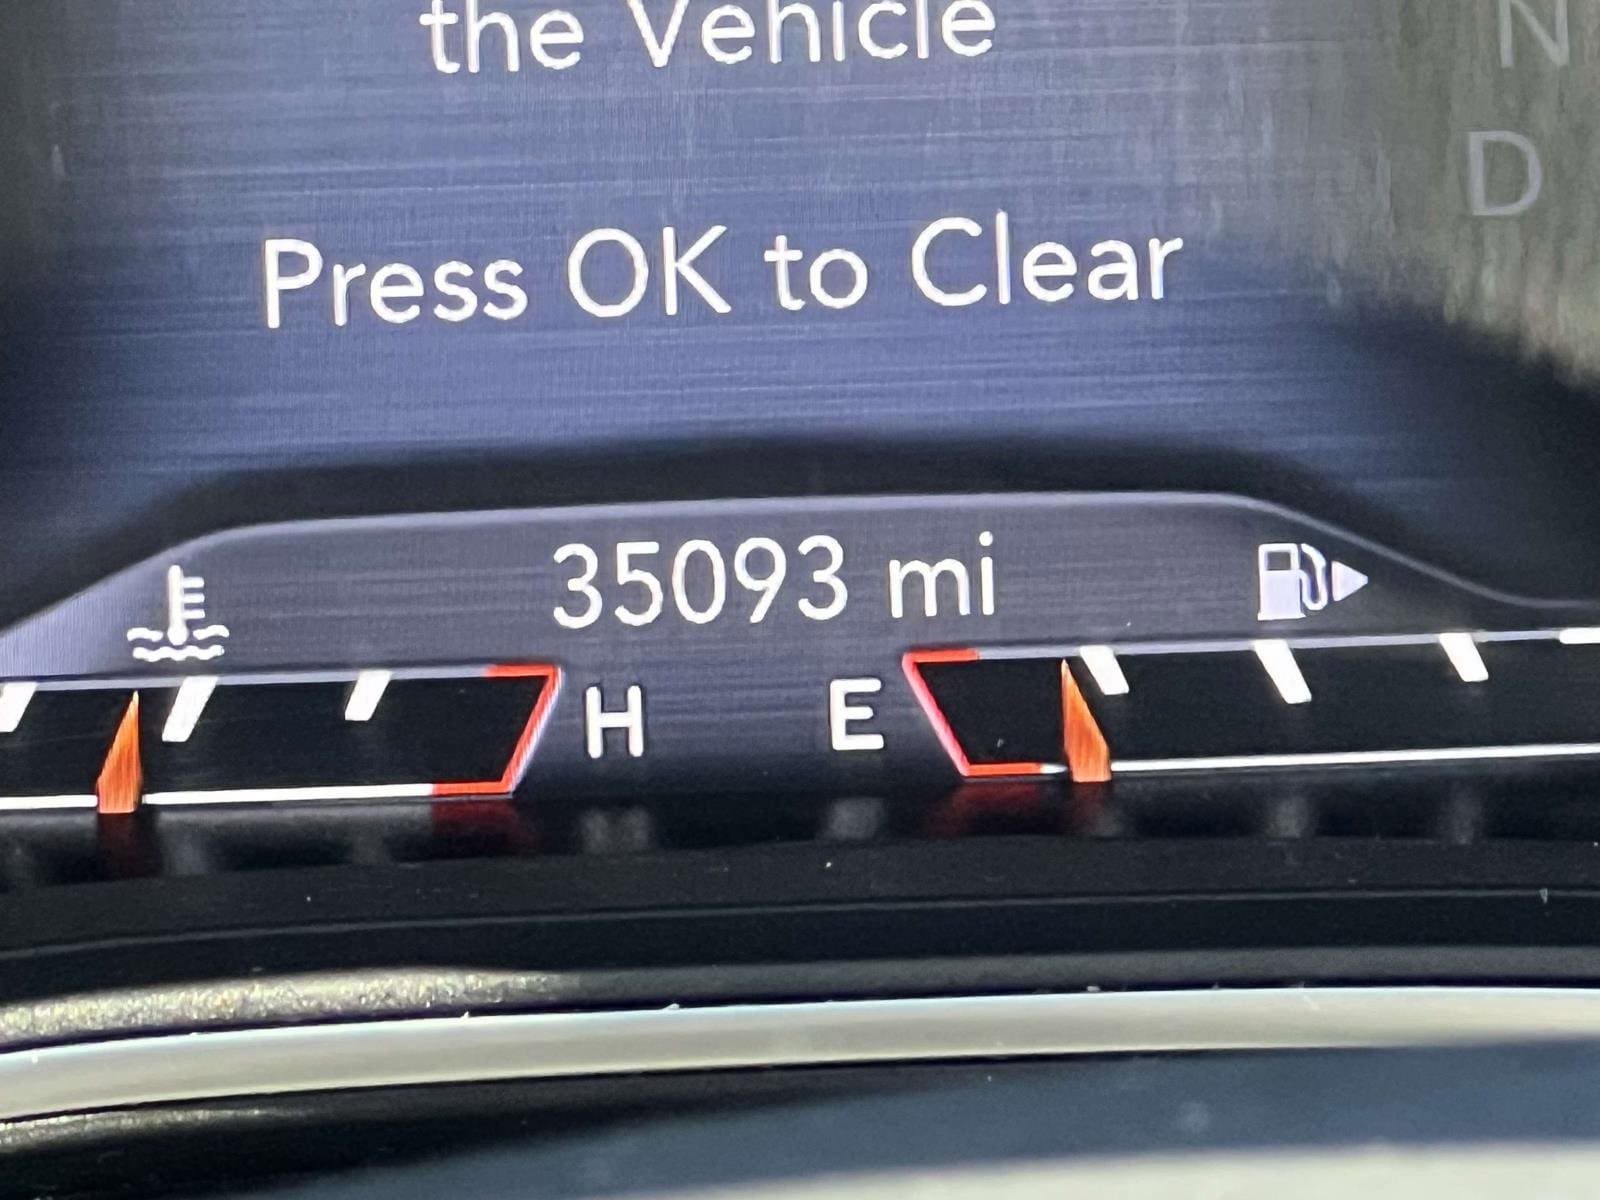 the Vehicle
N
D
Press OK to Clear
35093 mi
H
E